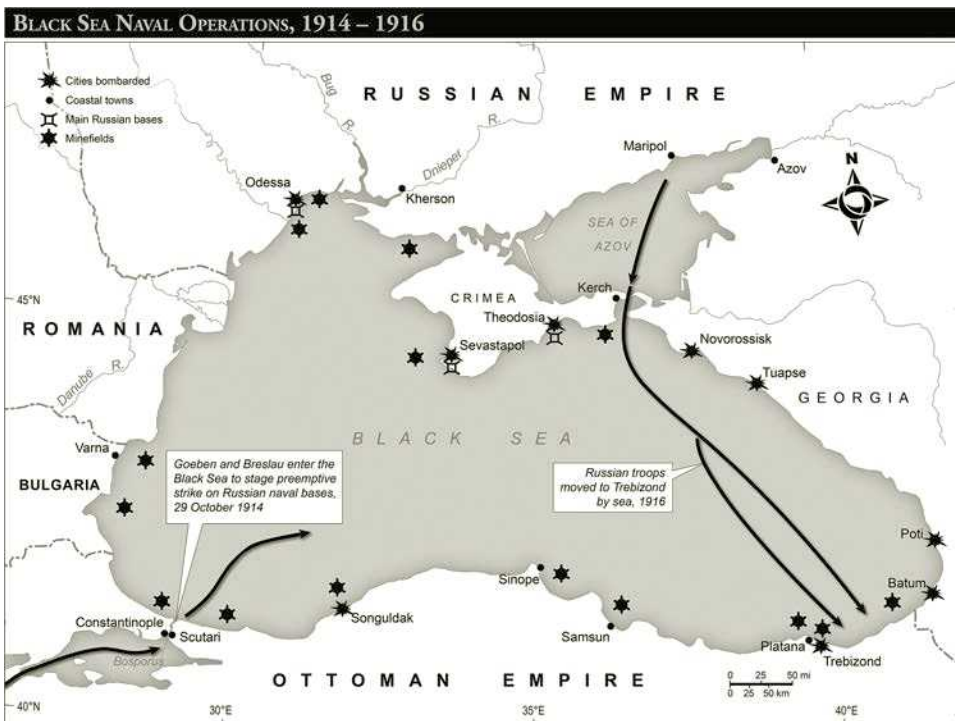 BLACK SEA NAVAL OPERATIONS, 1914 – 1916
Cities bombarded
Coastal towns
Main Russian bases
Minefields
RUSSIAN EMPIRE
Bug
R.
Dnieper
R.
Maripol
Azov
N
Odessa
Kherson
SEA OF
AZOV
45°N
CRIMEA
Kerch
ROMANIA
Theodosia
Sevastapol
Novorossisk
Danube
R.
Tuapse
GEORGIA
BLACK SEA
Varna
BULGARIA
Goeben and Breslau enter the
Black Sea to stage preemptive
strike on Russian naval bases,
29 October 1914
Russian troops
moved to Trebizond
by sea, 1916
Poti
Sinope
Batum
Songuldak
Constantinople
Scutari
Samsun
Platana
Trebizond
Bosporus
OTTOMAN EMPIRE
0 25 50 mi
0 25 50 km
40°N
30°E
35°E
40°E